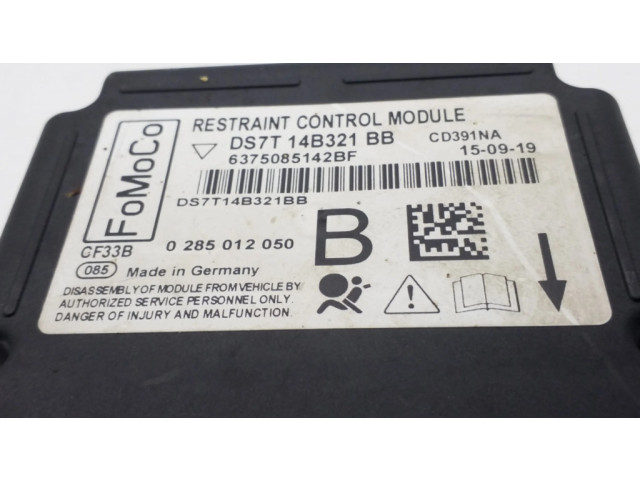 FoMoCo
RESTRAINT CONTROL MODULE
DS7T 14B321 BB
CD391NA
6375085142BF
15-09-19
DS7T14B321BB
CF33B
0 285 012 050
B
085
Made in Germany
DISASSEMBLY OF MODULE FROM VEHICLE BY
AUTHORIZED SERVICE PERSONNEL ONLY.
DANGER OF INJURY AND MALFUNCTION.